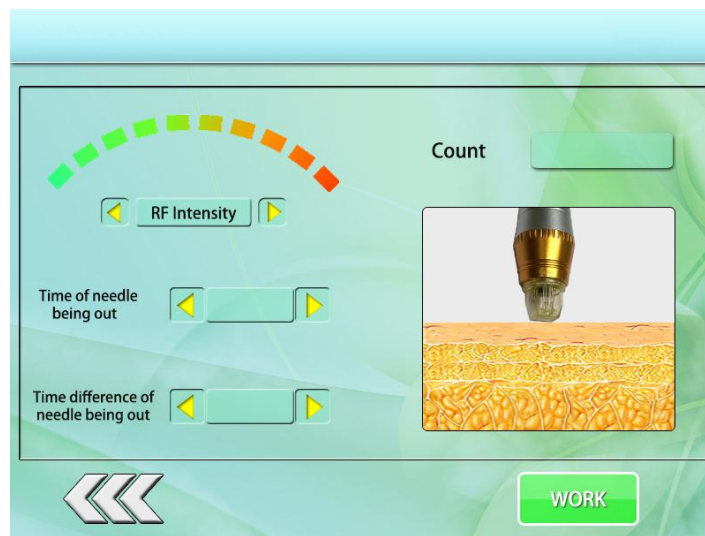 Count
RF Intensity
Time of needle
being out
Time difference of
needle being out
WORK